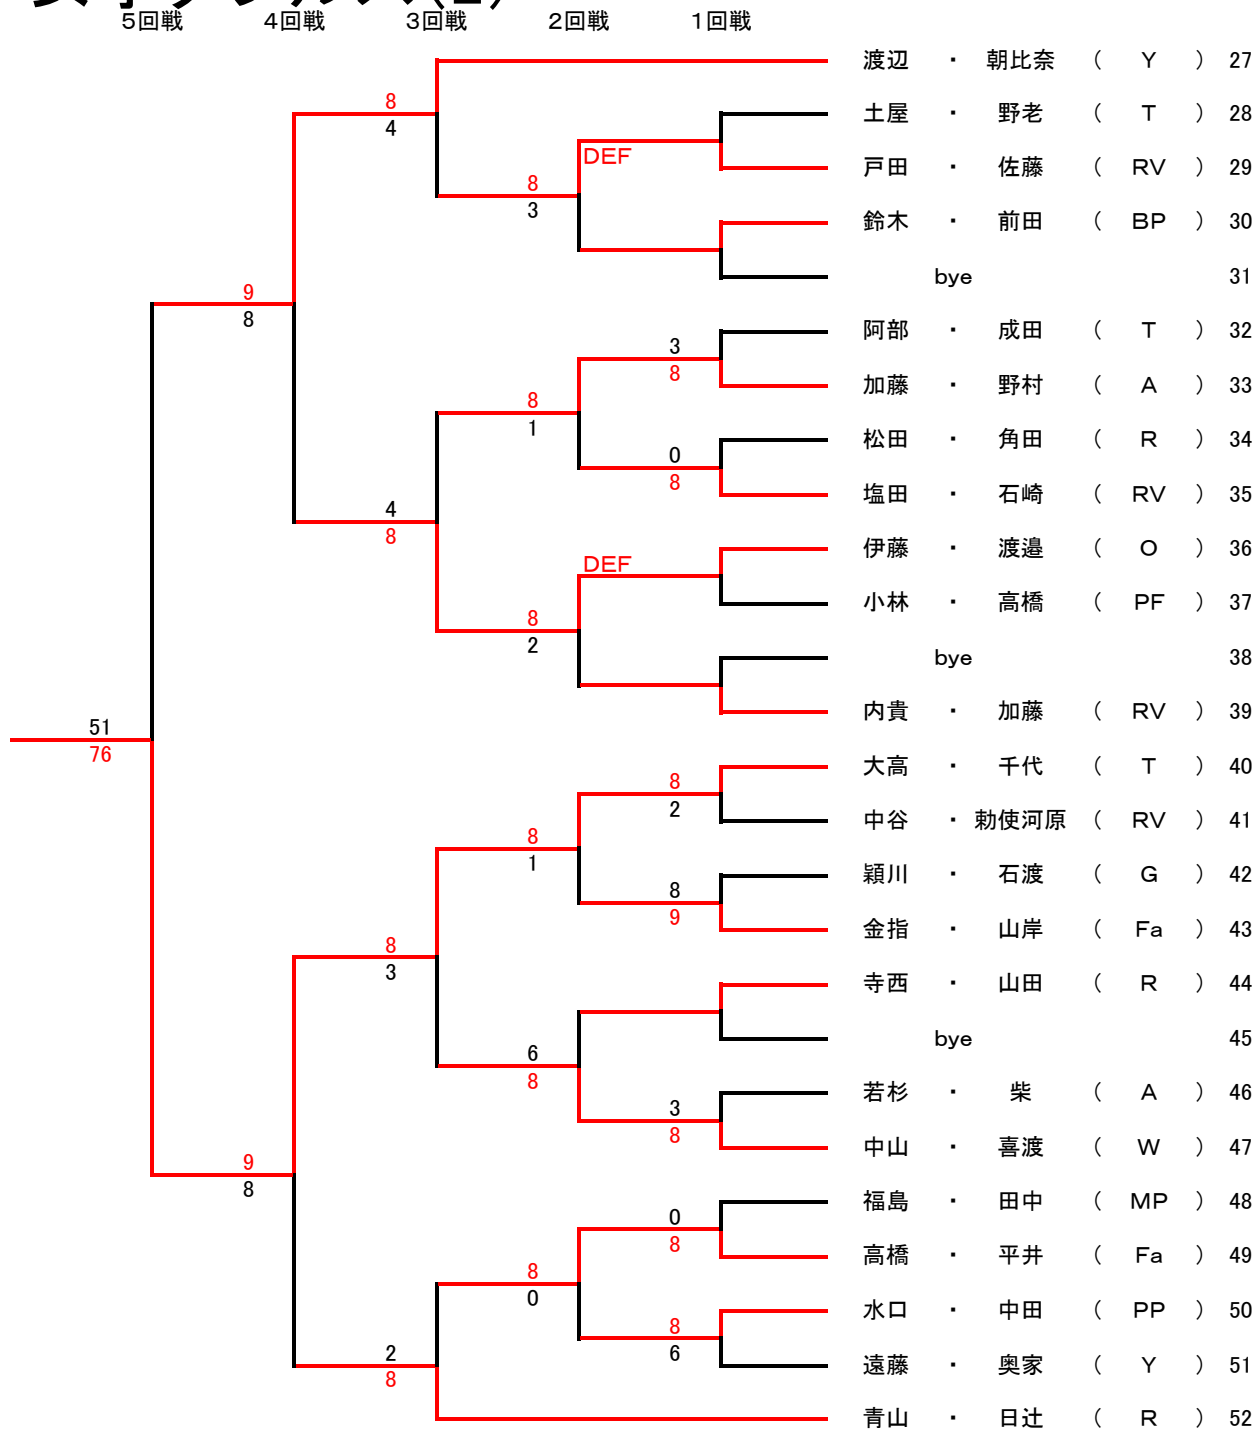 5回戦 4回戦 3回戦 2回戦 1回戦
渡辺 ・ 朝比奈 ( Y ) 27
8
4
土屋 ・ 野老 ( T ) 28
DEF
戸田 ・ 佐藤 ( RV ) 29
8
3
鈴木 ・ 前田 ( BP ) 30
bye 31
9
8
阿部 ・ 成田 ( T ) 32
3
8
加藤 ・ 野村 ( A ) 33
8
1
松田 ・ 角田 ( R ) 34
0
8
塩田 ・ 石崎 ( RV ) 35
4
8
伊藤 ・ 渡邉 ( O ) 36
DEF
小林 ・ 高橋 ( PF ) 37
8
2
bye 38
内貴 ・ 加藤 ( RV ) 39
51
76
大高 ・ 千代 ( T ) 40
8
2
中谷 ・ 勅使河原 ( RV ) 41
8
1
穎川 ・ 石渡 ( G ) 42
8
9
金指 ・ 山岸 ( Fa ) 43
8
3
寺西 ・ 山田 ( R ) 44
bye 45
6
8
若杉 ・ 柴 ( A ) 46
3
8
中山 ・ 喜渡 ( W ) 47
9
8
福島 ・ 田中 ( MP ) 48
0
8
高橋 ・ 平井 ( Fa ) 49
8
0
水口 ・ 中田 ( PP ) 50
8
6
遠藤 ・ 奥家 ( Y ) 51
2
8
青山 ・ 日辻 ( R ) 52